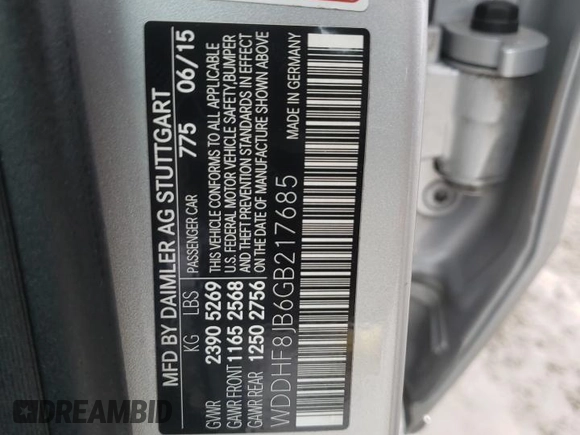 MFD BY DAIMLER AG STUTTGART
PASSENGER CAR 775 06/15
KG LBS
GVWR 2390 5269
GAWR FRONT 1165 2568
GAWR REAR 1250 2756
THIS VEHICLE CONFORMS TO ALL APPLICABLE
U.S. FEDERAL MOTOR VEHICLE SAFETY, BUMPER
AND THEFT PREVENTION STANDARDS IN EFFECT
ON THE DATE OF MANUFACTURE SHOWN ABOVE
WDDHF8JB6GB217685
MADE IN GERMANY
DREAMBID